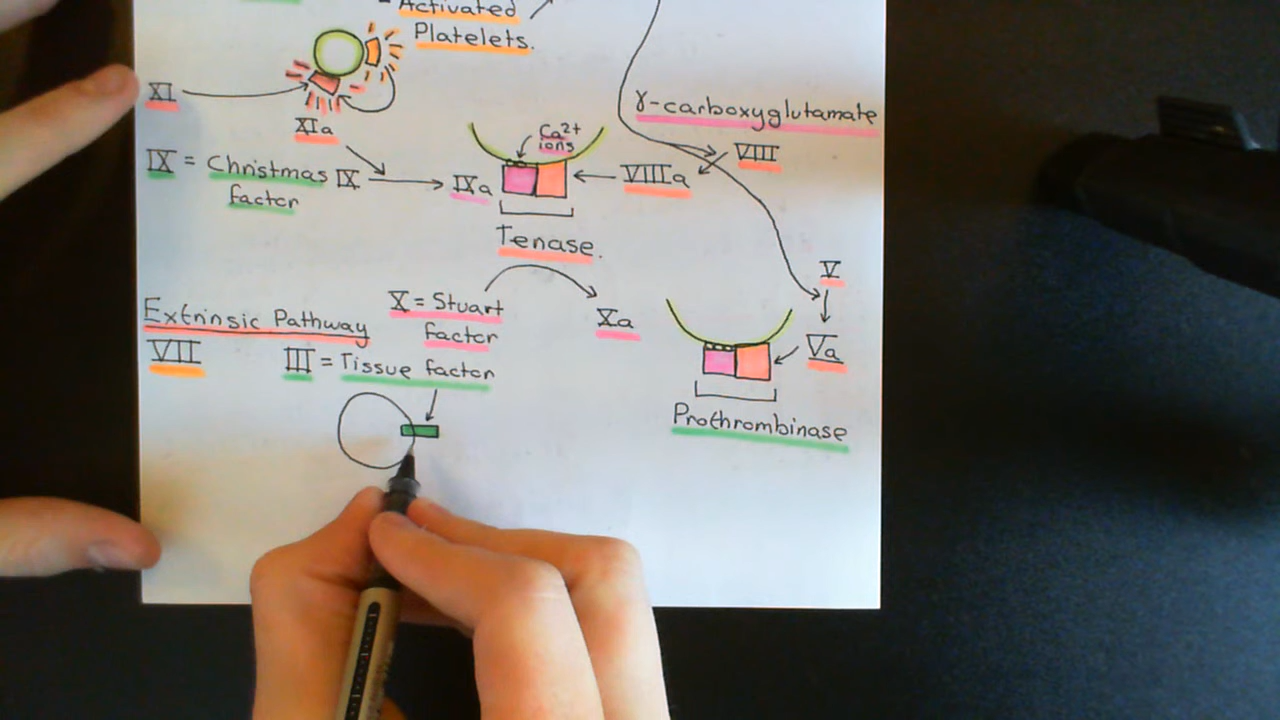 - Activated
Platelets.
XI
XIa
IX = Christmas
factor
IX
IXa
Ca2+
ions
VIIIa
VIII
γ-carboxyglutamate
Tenase.
X = Stuart
factor
Xa
V
Va
Prothrombinase
Extrinsic Pathway
VII
III = Tissue factor